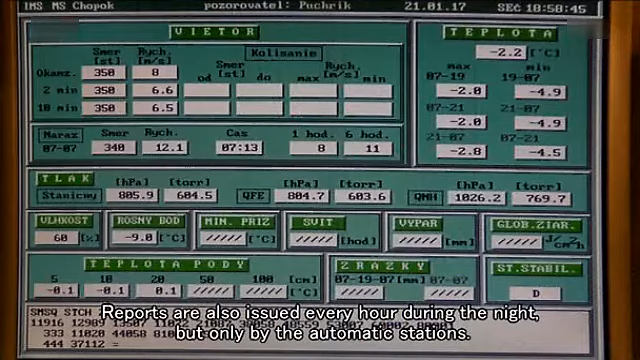 IMS MS Chopok pozorovatel: Puchrik 21.01.17 SEC 18:58:45
VIETOR
Smer [st] Rych. [m/s]
Kolisanie
Smer [st] Rych. [m/s]
od do max min
Okamz. 350 8
2 min 350 6.6
10 min 350 6.5
Naraz 07-07 Smer 340 Rych. 12.1 Cas 07:13 1 hod. 8 6 hod. 11
TEPLOTA
-2.2 [°C]
max min
07-19 19-07
-2.0 -4.9
07-21 21-07
-2.0 -4.9
21-07 07-21
-2.8 -4.5
TLAK
Stanicny [hPa] 805.9 [torr] 604.5 QFE [hPa] 804.7 [torr] 603.6 QNH [hPa] 1026.2 [torr] 769.7
VLHKOST
60 [%]
ROSNY BOD
-9.0 [°C]
MIN. PRIZ
///// [°C]
SVIT
///// [hod]
VYPAR
///// [mm]
GLOB.ZIAR.
///// J/cm2h
TEPLOTA PODY
5 10 20 50 100 [cm]
-0.1 -0.1 0.1 ///// ///// [°C]
ZRAZKY
07-19-07 [mm] 07-07 [mm]
///// /////
ST.STABIL.
D
SMSQ STCH
11916 12989 13507
333 11020 44058
444 37112 =
Reports are also issued every hour during the night,
but only by the automatic stations.